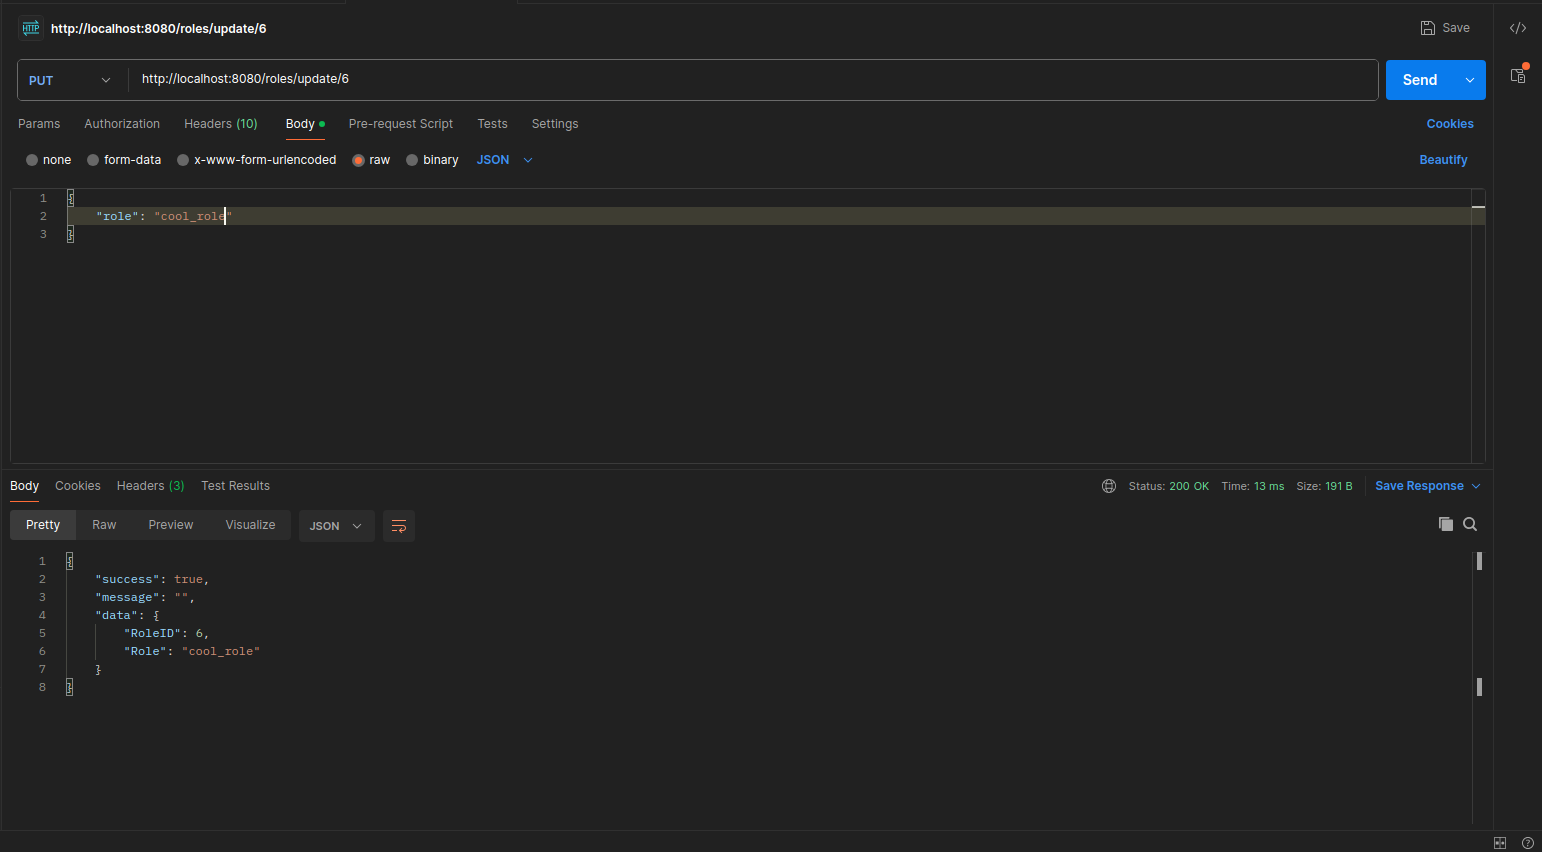 HTTP http://localhost:8080/roles/update/6 Save </>
PUT http://localhost:8080/roles/update/6 Send
Params Authorization Headers (10) Body Pre-request Script Tests Settings Cookies
none form-data x-www-form-urlencoded raw binary JSON Beautify
1 {
2 "role": "cool_role"
3 }
Body Cookies Headers (3) Test Results Status: 200 OK Time: 13 ms Size: 191 B Save Response
Pretty Raw Preview Visualize JSON
1 {
2 "success": true,
3 "message": "",
4 "data": {
5 "RoleID": 6,
6 "Role": "cool_role"
7 }
8 }